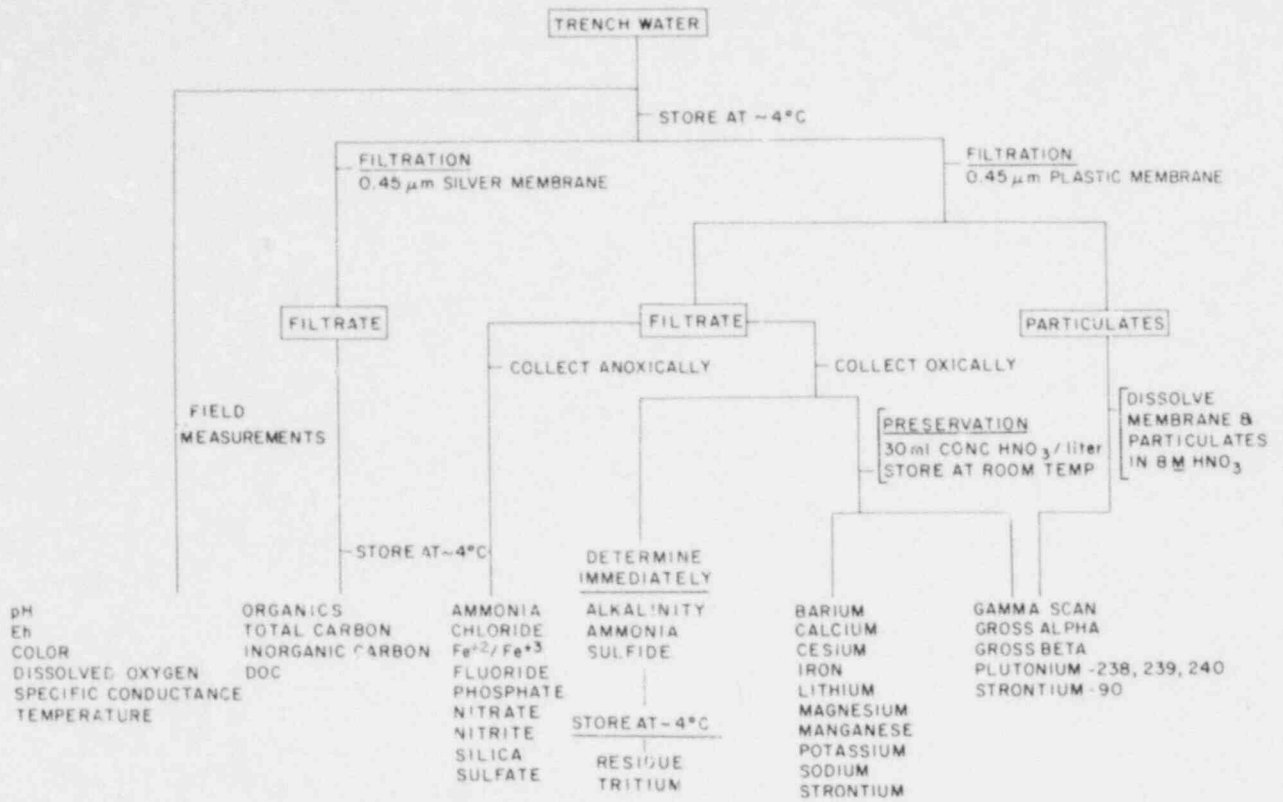 TRENCH WATER
STORE AT ~4°C
FILTRATION
0.45 µm SILVER MEMBRANE
FILTRATION
0.45 µm PLASTIC MEMBRANE
FILTRATE
FILTRATE
PARTICULATES
COLLECT ANOXICALLY
COLLECT OXICALLY
FIELD
MEASUREMENTS
PRESERVATION
30 ml CONC HNO3/liter
STORE AT ROOM TEMP
DISSOLVE
MEMBRANE &
PARTICULATES
IN 8 M HNO3
STORE AT ~4°C
DETERMINE
IMMEDIATELY
pH
Eh
COLOR
DISSOLVED OXYGEN
SPECIFIC CONDUCTANCE
TEMPERATURE
ORGANICS
TOTAL CARBON
INORGANIC CARBON
DOC
AMMONIA
CHLORIDE
Fe+2/Fe+3
FLUORIDE
PHOSPHATE
NITRATE
NITRITE
SILICA
SULFATE
ALKALINITY
AMMONIA
SULFIDE
STORE AT ~4°C
RESIDUE
TRITIUM
BARIUM
CALCIUM
CESIUM
IRON
LITHIUM
MAGNESIUM
MANGANESE
POTASSIUM
SODIUM
STRONTIUM
GAMMA SCAN
GROSS ALPHA
GROSS BETA
PLUTONIUM -238, 239, 240
STRONTIUM -90